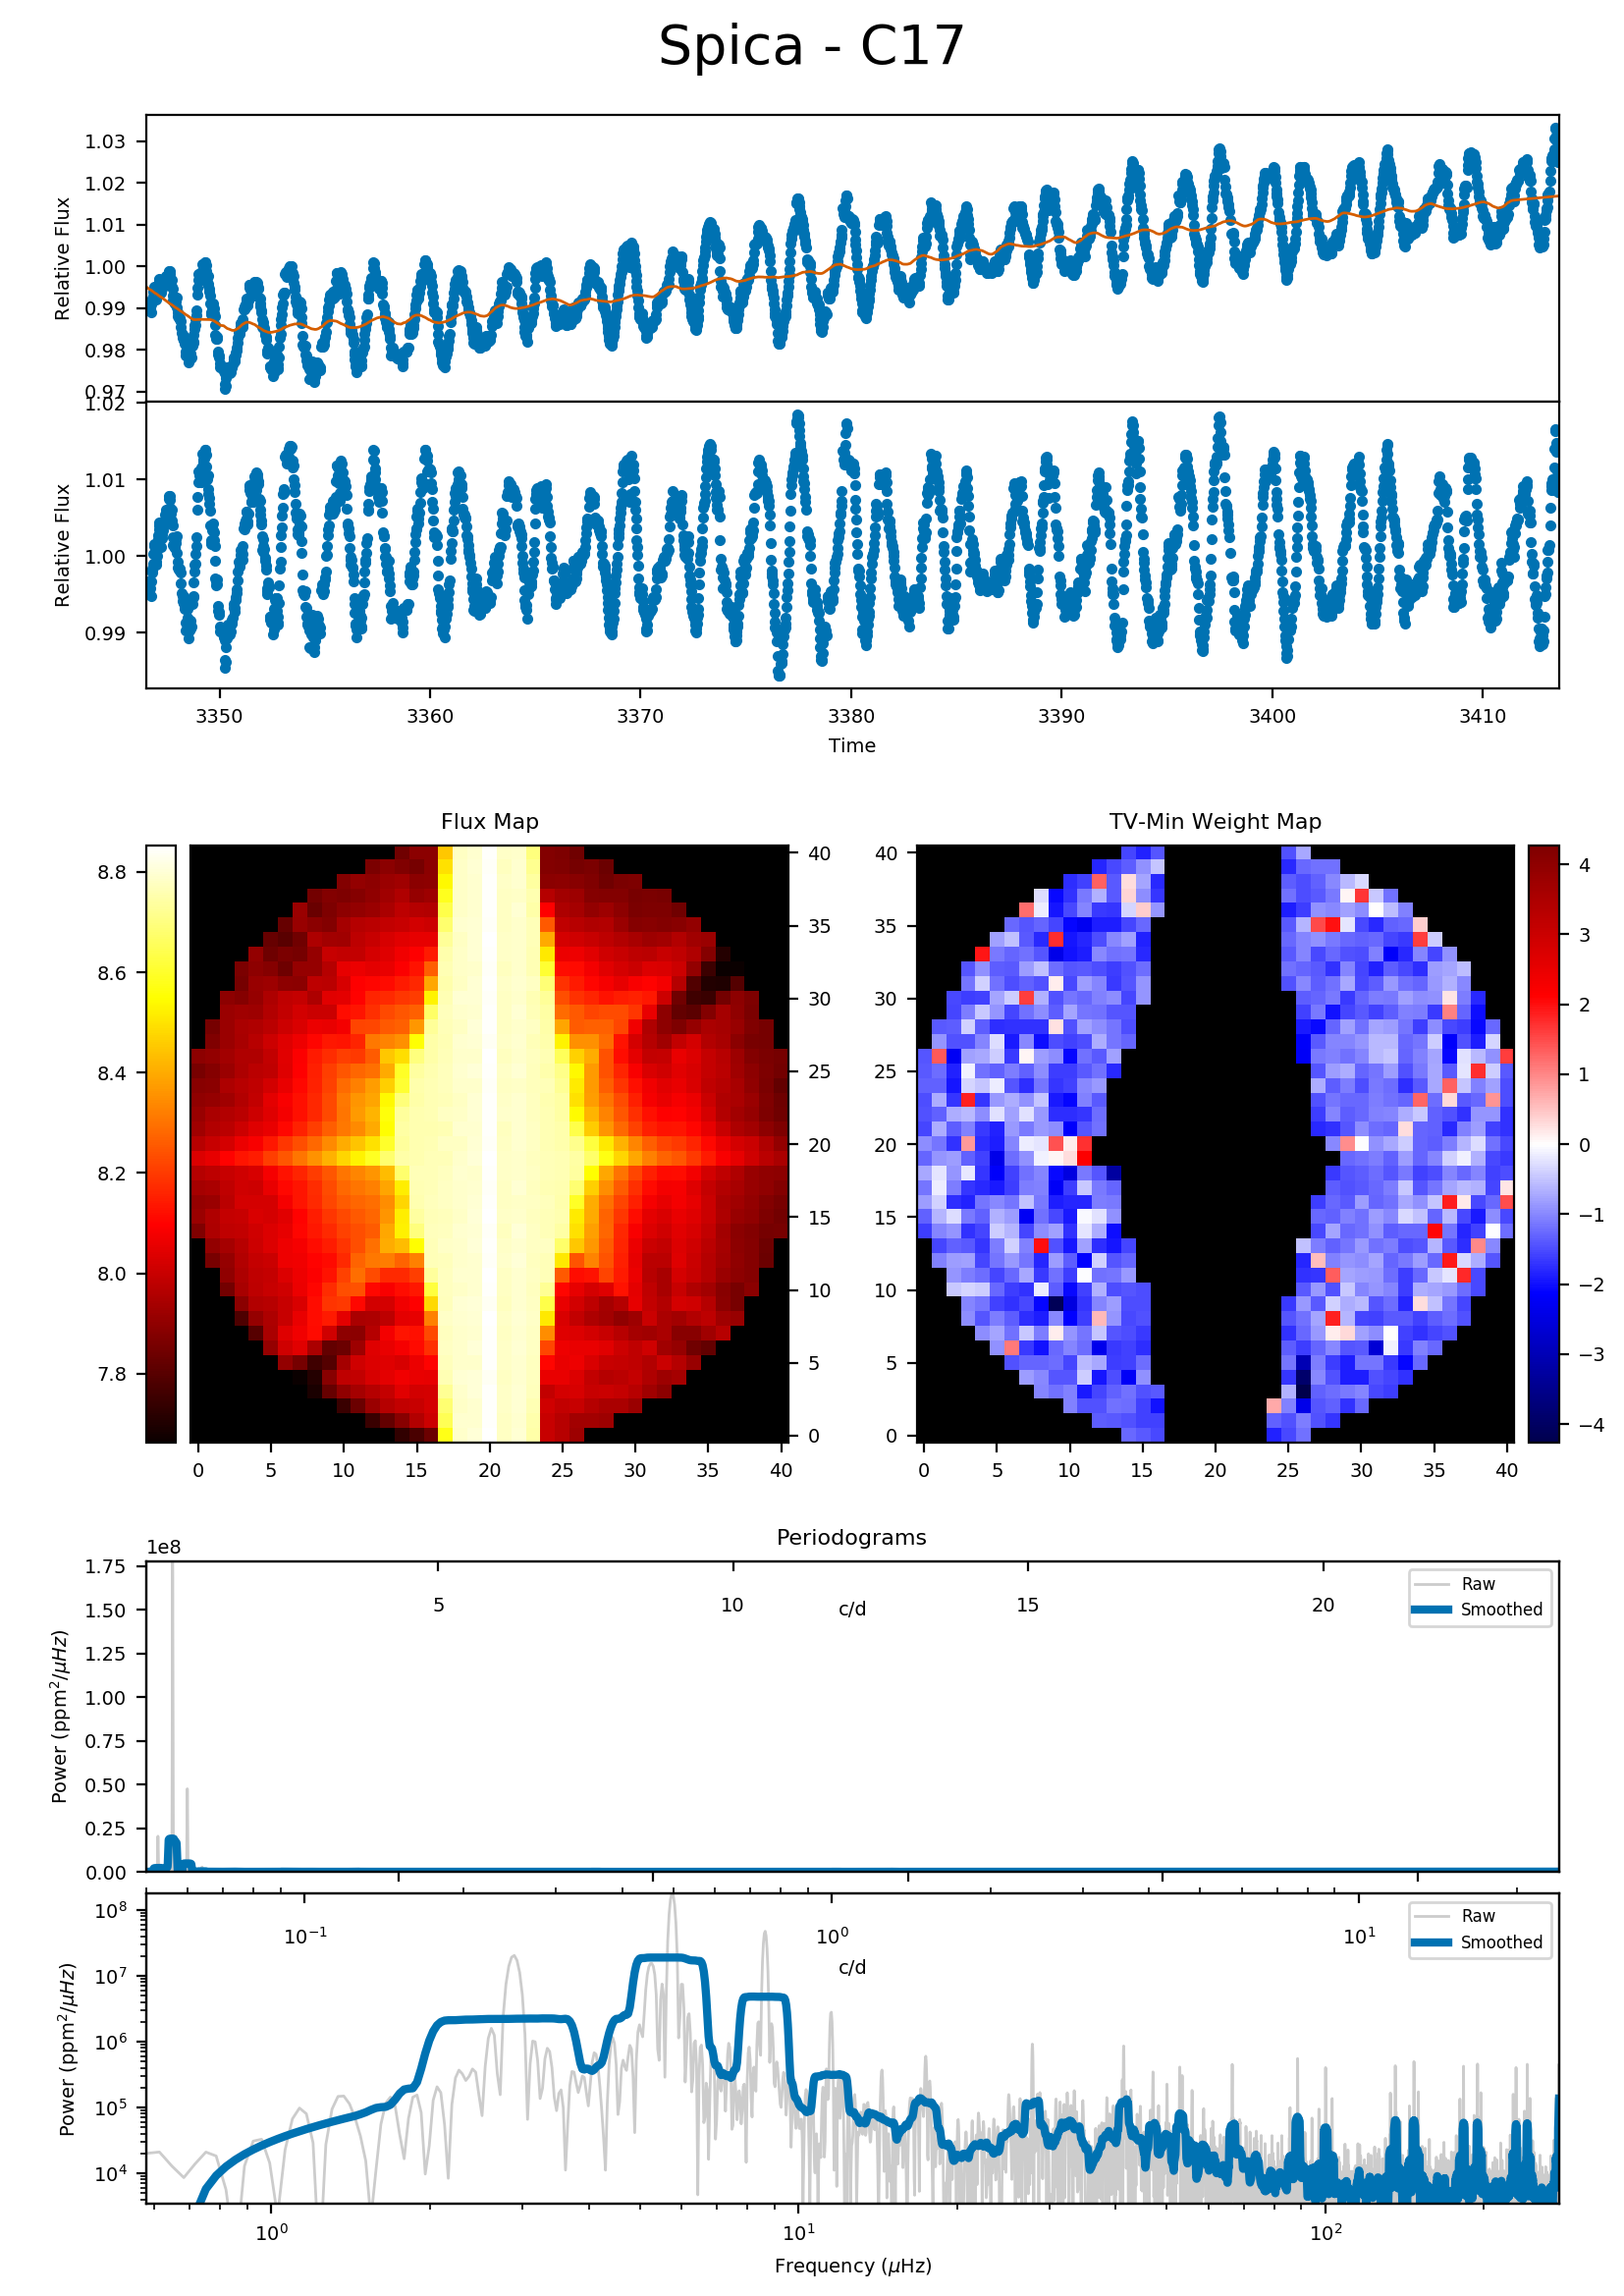 Spica - C17
1.03
1.02
1.01
1.00
0.99
0.98
0.97
Relative Flux
1.02
1.01
1.00
0.99
Relative Flux
3350 3360 3370 3380 3390 3400 3410
Time
Flux Map
8.8
8.6
8.4
8.2
8.0
7.8
40
35
30
25
20
15
10
5
0
0 5 10 15 20 25 30 35 40
TV-Min Weight Map
40
35
30
25
20
15
10
5
0
0 5 10 15 20 25 30 35 40
4
3
2
1
0
−1
−2
−3
−4
Periodograms
1e8
1.75
1.50
1.25
1.00
0.75
0.50
0.25
0.00
Power (ppm²/μHz)
5 10 15 20
c/d
Raw
Smoothed
10⁸
10⁷
10⁶
10⁵
10⁴
Power (ppm²/μHz)
10⁻¹ 10⁰ 10¹
c/d
Raw
Smoothed
10⁰ 10¹ 10²
Frequency (μHz)